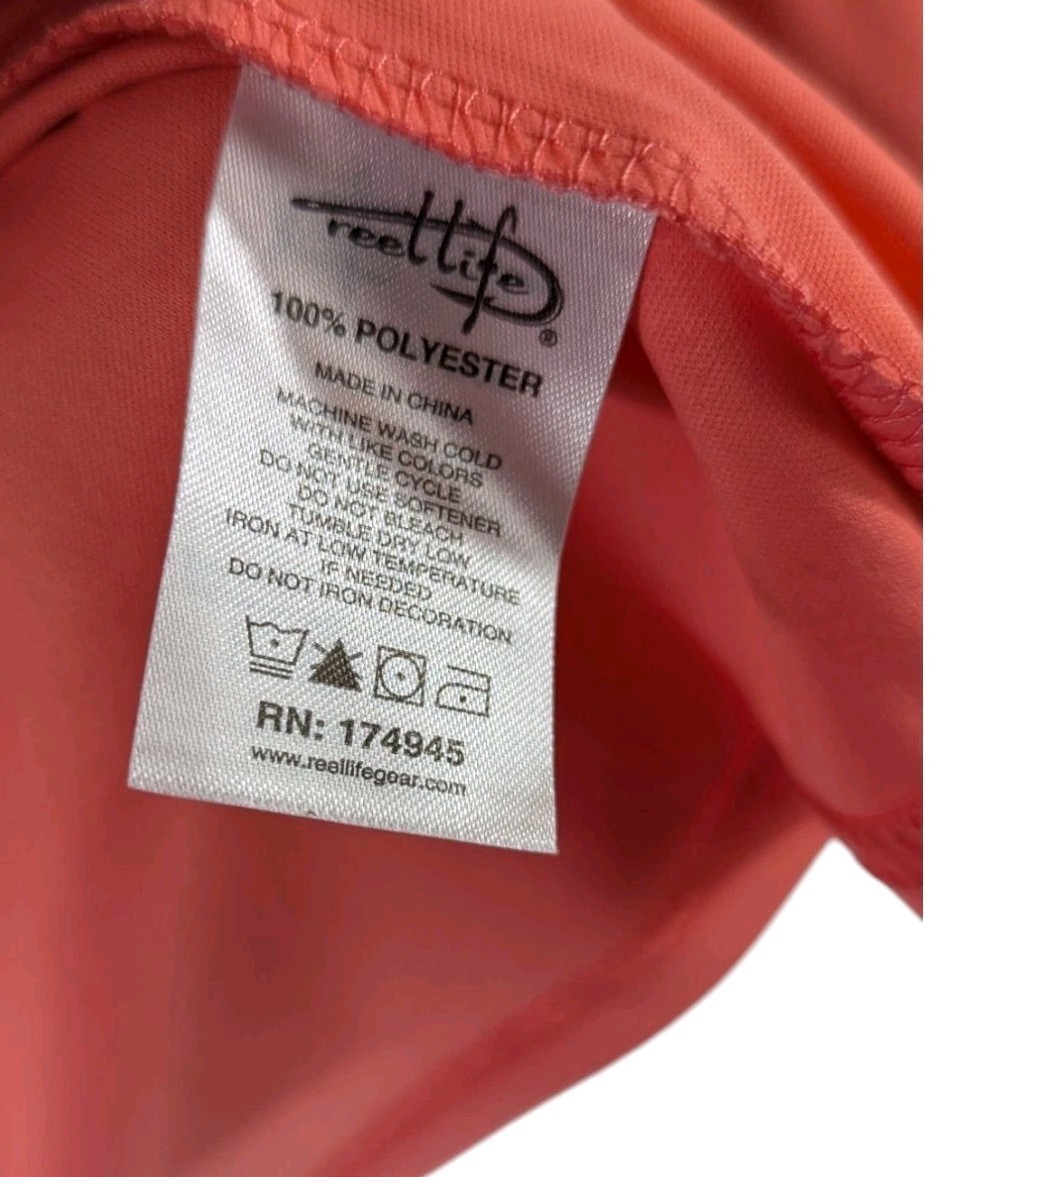 reel life
®
100% POLYESTER
MADE IN CHINA
MACHINE WASH COLD
WITH LIKE COLORS
GENTLE CYCLE
DO NOT USE SOFTENER
DO NOT BLEACH
TUMBLE DRY LOW
IRON AT LOW TEMPERATURE
IF NEEDED
DO NOT IRON DECORATION
RN: 174945
www.reellifegear.com